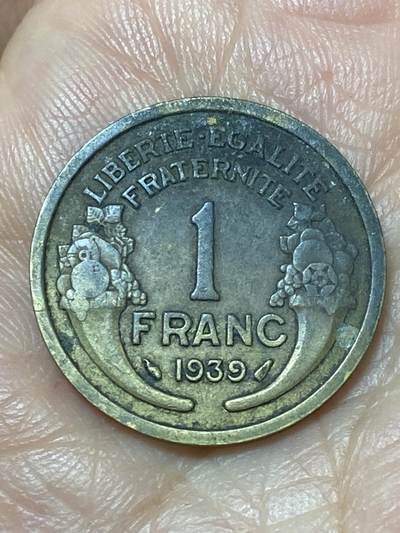 LIBERTE·EGALITE
FRATERNITE
1
FRANC
1939